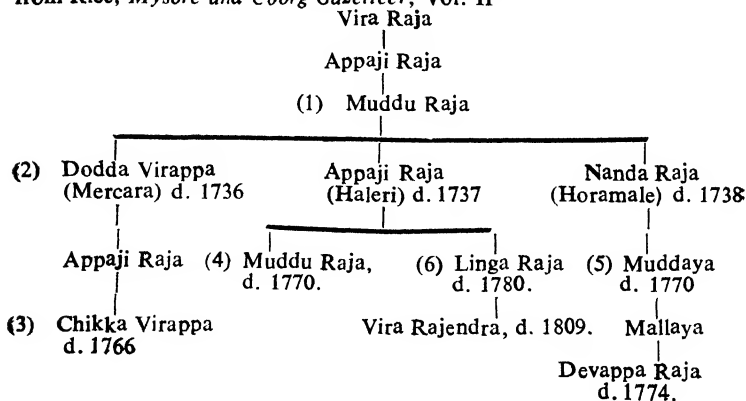 from Rice, Mysore and Coorg Gazetteer, Vol. II
Vira Raja
Appaji Raja
(1) Muddu Raja
(2) Dodda Virappa Appaji Raja Nanda Raja
(Mercara) d. 1736 (Haleri) d. 1737 (Horamale) d. 1738
Appaji Raja (4) Muddu Raja, (6) Linga Raja (5) Muddaya
d. 1770. d. 1780. d. 1770
(3) Chikka Virappa Vira Rajendra, d. 1809. Mallaya
d. 1766
Devappa Raja
d. 1774.